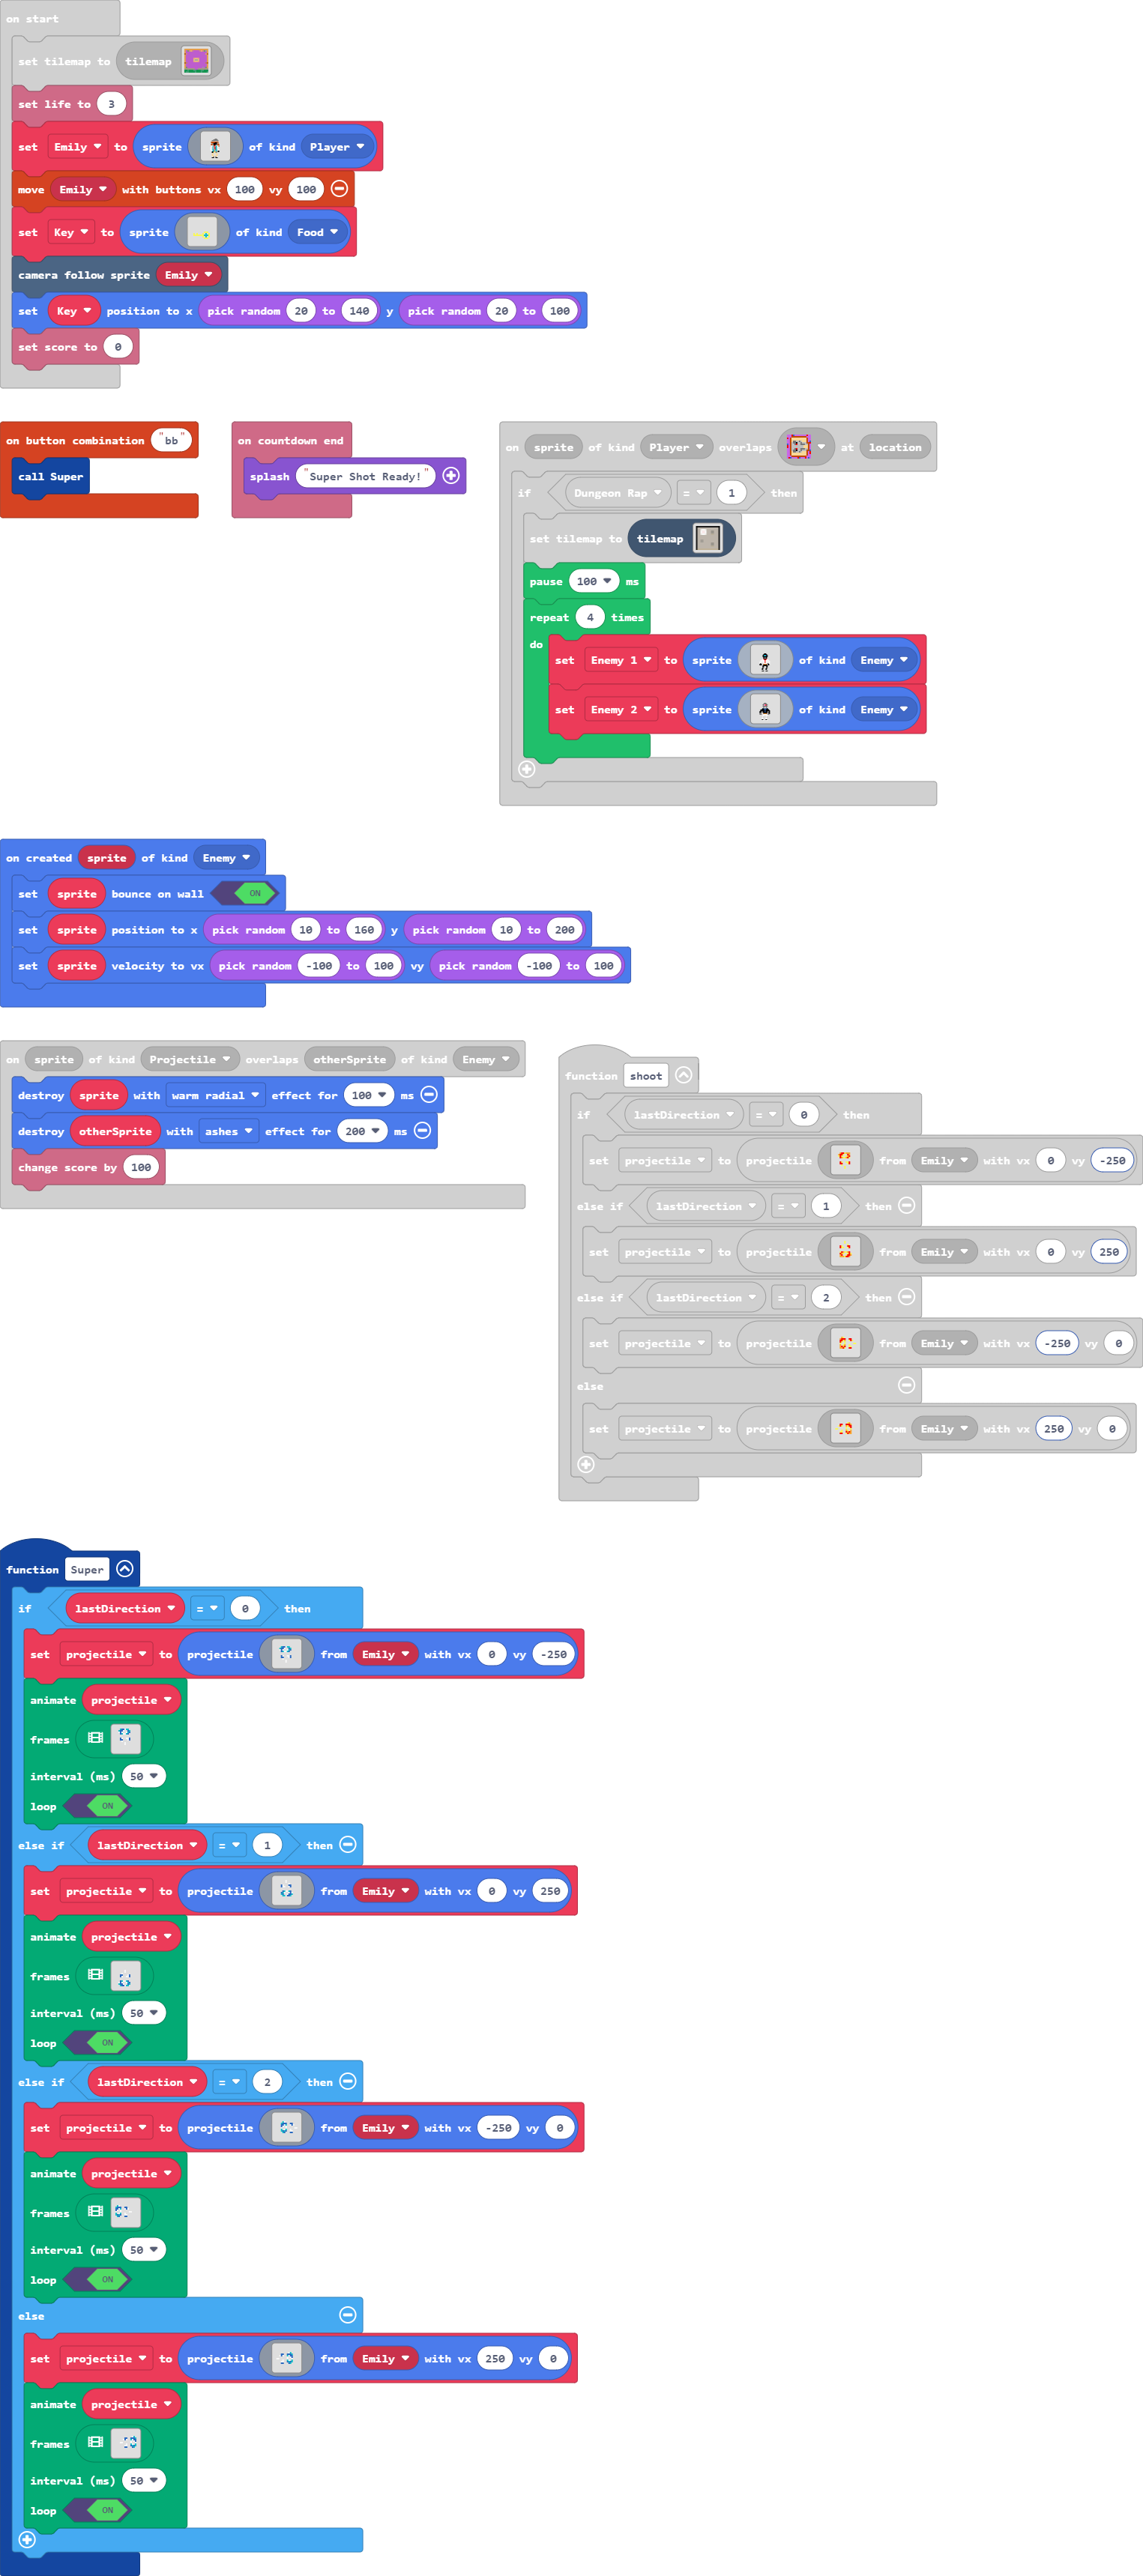 on start
set tilemap to tilemap
set life to 3
set Emily to sprite of kind Player
move Emily with buttons vx 100 vy 100
set Key to sprite of kind Food
camera follow sprite Emily
set Key position to x pick random 20 to 140 y pick random 20 to 100
set score to 0
on button combination "bb"
call Super
on countdown end
splash "Super Shot Ready!"
on sprite of kind Player overlaps at location
if Dungeon Rap = 1 then
set tilemap to tilemap
pause 100 ms
repeat 4 times
do
set Enemy 1 to sprite of kind Enemy
set Enemy 2 to sprite of kind Enemy
on created sprite of kind Enemy
set sprite bounce on wall ON
set sprite position to x pick random 10 to 160 y pick random 10 to 200
set sprite velocity to vx pick random -100 to 100 vy pick random -100 to 100
on sprite of kind Projectile overlaps otherSprite of kind Enemy
destroy sprite with warm radial effect for 100 ms
destroy otherSprite with ashes effect for 200 ms
change score by 100
function shoot
if lastDirection = 0 then
set projectile to projectile from Emily with vx 0 vy -250
else if lastDirection = 1 then
set projectile to projectile from Emily with vx 0 vy 250
else if lastDirection = 2 then
set projectile to projectile from Emily with vx -250 vy 0
else
set projectile to projectile from Emily with vx 250 vy 0
function Super
if lastDirection = 0 then
set projectile to projectile from Emily with vx 0 vy -250
animate projectile
frames
interval (ms) 50
loop ON
else if lastDirection = 1 then
set projectile to projectile from Emily with vx 0 vy 250
animate projectile
frames
interval (ms) 50
loop ON
else if lastDirection = 2 then
set projectile to projectile from Emily with vx -250 vy 0
animate projectile
frames
interval (ms) 50
loop ON
else
set projectile to projectile from Emily with vx 250 vy 0
animate projectile
frames
interval (ms) 50
loop ON